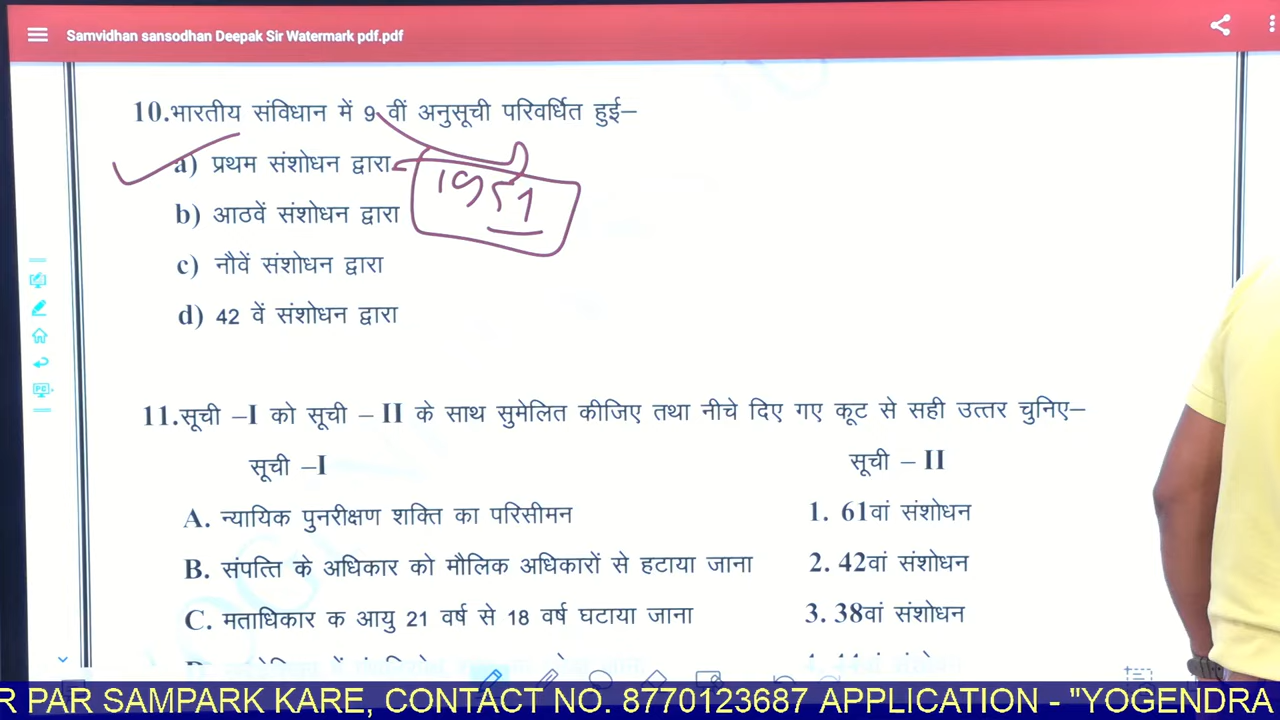 Samvidhan sansodhan Deepak Sir Watermark pdf.pdf
10.भारतीय संविधान में 9 वीं अनुसूची परिवर्धित हुई–
a) प्रथम संशोधन द्वारा
1951
b) आठवें संशोधन द्वारा
c) नौवें संशोधन द्वारा
d) 42 वें संशोधन द्वारा
11.सूची –I को सूची – II के साथ सुमेलित कीजिए तथा नीचे दिए गए कूट से सही उत्तर चुनिए–
सूची –I सूची – II
A. न्यायिक पुनरीक्षण शक्ति का परिसीमन 1. 61वां संशोधन
B. संपत्ति के अधिकार को मौलिक अधिकारों से हटाया जाना 2. 42वां संशोधन
C. मताधिकार क आयु 21 वर्ष से 18 वर्ष घटाया जाना 3. 38वां संशोधन
R PAR SAMPARK KARE, CONTACT NO. 8770123687 APPLICATION - "YOGENDRA